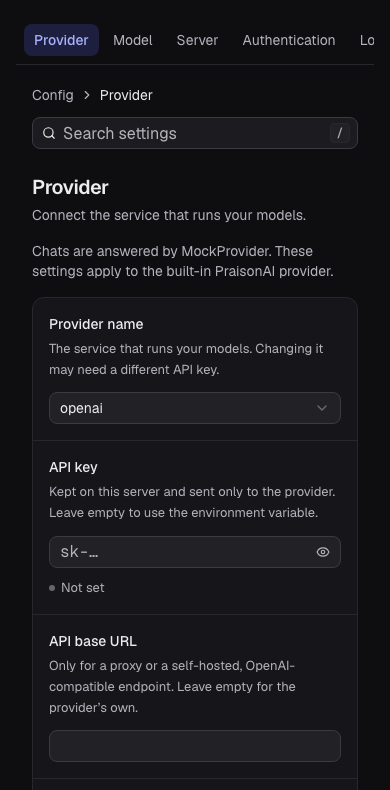 Provider Model Server Authentication Lo
Config > Provider
Search settings /
Provider
Connect the service that runs your models.
Chats are answered by MockProvider. These
settings apply to the built-in PraisonAI provider.
Provider name
The service that runs your models. Changing it
may need a different API key.
openai
API key
Kept on this server and sent only to the provider.
Leave empty to use the environment variable.
sk-…
Not set
API base URL
Only for a proxy or a self-hosted, OpenAI-
compatible endpoint. Leave empty for the
provider's own.